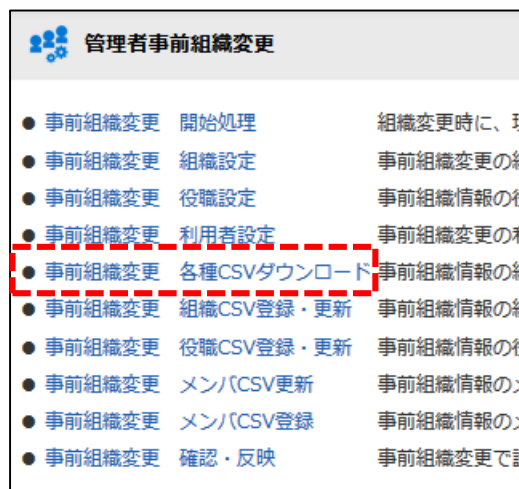 管理者事前組織変更
● 事前組織変更　開始処理　組織変更時に、
● 事前組織変更　組織設定　事前組織変更の
● 事前組織変更　役職設定　事前組織情報の
● 事前組織変更　利用者設定　事前組織変更の
● 事前組織変更　各種CSVダウンロード　事前組織情報の
● 事前組織変更　組織CSV登録・更新　事前組織情報の
● 事前組織変更　役職CSV登録・更新　事前組織情報の
● 事前組織変更　メンバCSV更新　事前組織情報の
● 事前組織変更　メンバCSV登録　事前組織情報の
● 事前組織変更　確認・反映　事前組織変更で